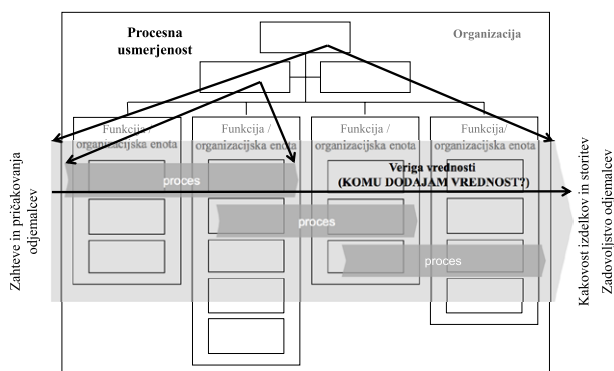 Procesna
usmerjenost
Organizacija
Funkcija /
organizacijska enota
Funkcija /
organizacijska enota
Funkcija /
organizacijska enota
Funkcija/
organizacijska enota
Veriga vrednosti
(KOMU DODAJAM VREDNOST?)
proces
proces
proces
Zahteve in pričakovanja
odjemalcev
Kakovost izdelkov in storitev
Zadovoljstvo odjemalcev